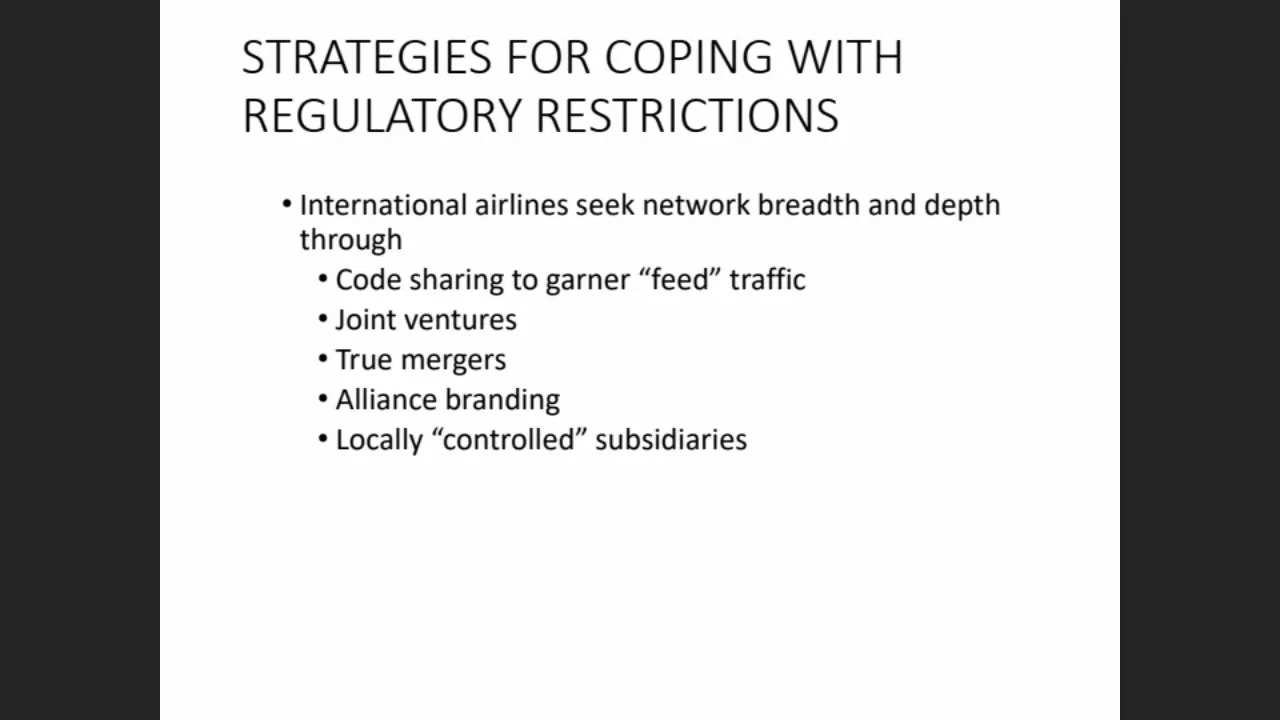 STRATEGIES FOR COPING WITH
REGULATORY RESTRICTIONS
• International airlines seek network breadth and depth
through
• Code sharing to garner “feed” traffic
• Joint ventures
• True mergers
• Alliance branding
• Locally “controlled” subsidiaries